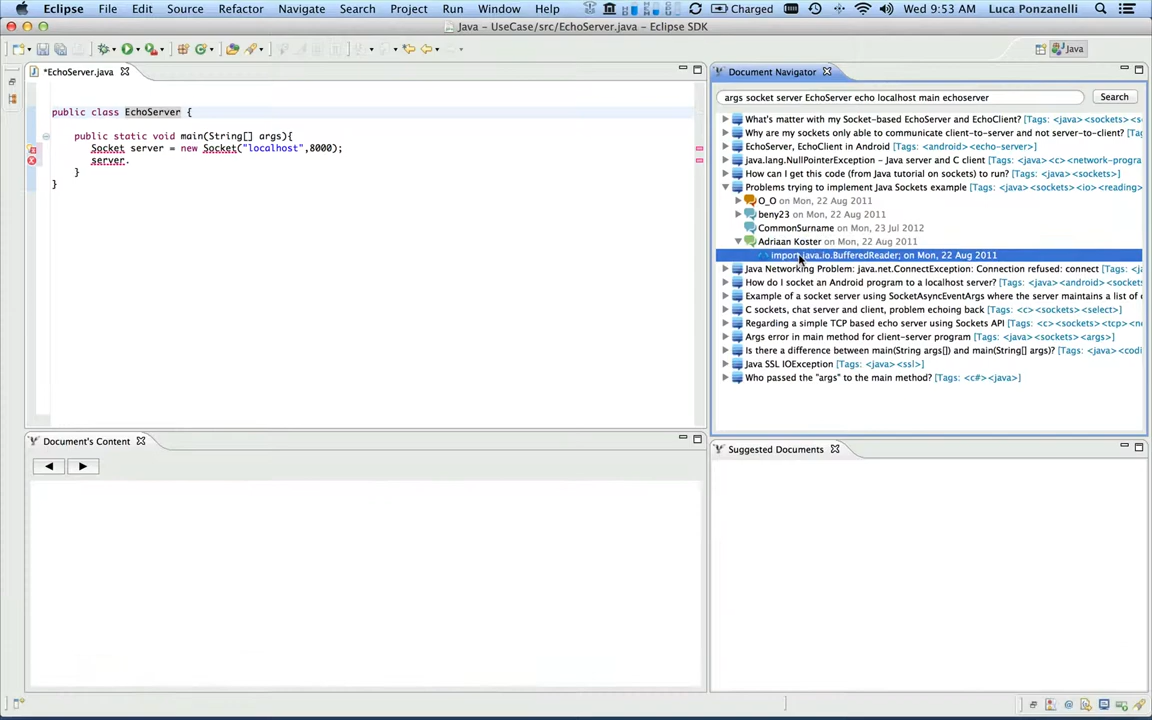 Eclipse File Edit Source Refactor Navigate Search Project Run Window Help Charged Wed 9:53 AM Luca Ponzanelli
Java – UseCase/src/EchoServer.java – Eclipse SDK
Java
*EchoServer.java
public class EchoServer {
public static void main(String[] args){
Socket server = new Socket("localhost",8000);
server.
}
}
Document Navigator
args socket server EchoServer echo localhost main echoserver Search
What's matter with my Socket-based EchoServer and EchoClient? [Tags: <java><sockets><s
Why are my sockets only able to communicate client-to-server and not server-to-client? [Ta
EchoServer, EchoClient in Android [Tags: <android><echo-server>]
java.lang.NullPointerException – Java server and C client [Tags: <java><c><network-progra
How can I get this code (from Java tutorial on sockets) to run? [Tags: <java><sockets>]
Problems trying to implement Java Sockets example [Tags: <java><sockets><io><reading>
O_O on Mon, 22 Aug 2011
beny23 on Mon, 22 Aug 2011
CommonSurname on Mon, 23 Jul 2012
Adriaan Koster on Mon, 22 Aug 2011
import java.io.BufferedReader; on Mon, 22 Aug 2011
Java Networking Problem: java.net.ConnectException: Connection refused: connect [Tags: <j
How do I socket an Android program to a localhost server? [Tags: <java><android><socket
Example of a socket server using SocketAsyncEventArgs where the server maintains a list of
C sockets, chat server and client, problem echoing back [Tags: <c><sockets><select>]
Regarding a simple TCP based echo server using Sockets API [Tags: <c><sockets><tcp><ne
Args error in main method for client-server program [Tags: <java><sockets><args>]
Is there a difference between main(String args[]) and main(String[] args)? [Tags: <java><codi
Java SSL IOException [Tags: <java><ssl>]
Who passed the "args" to the main method? [Tags: <c#><java>]
Document's Content
Suggested Documents